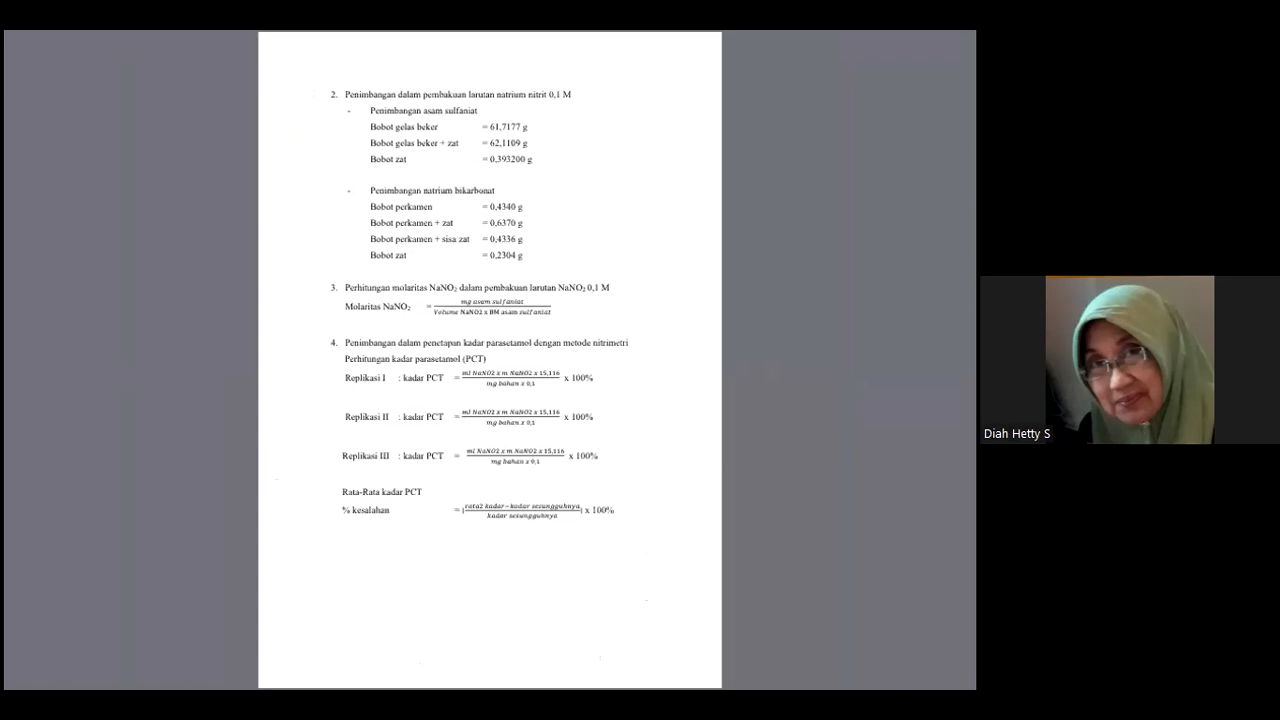 2. Penimbangan dalam pembakuan larutan natrium nitrit 0,1 M
- Penimbangan asam sulfaniat
Bobot gelas beker = 61,7177 g
Bobot gelas beker + zat = 62,1109 g
Bobot zat = 0,393200 g
- Penimbangan natrium bikarbonat
Bobot perkamen = 0,4340 g
Bobot perkamen + zat = 0,6370 g
Bobot perkamen + sisa zat = 0,4336 g
Bobot zat = 0,2304 g
3. Perhitungan molaritas NaNO₂ dalam pembakuan larutan NaNO₂ 0,1 M
Molaritas NaNO₂ = mg asam sulfaniat
Volume NaNO2 x BM asam sulfaniat
4. Penimbangan dalam penetapan kadar parasetamol dengan metode nitrimetri
Perhitungan kadar parasetamol (PCT)
Replikasi I : kadar PCT = ml NaNO2 x m NaNO2 x 15,116 x 100%
mg bahan x 0,1
Replikasi II : kadar PCT = ml NaNO2 x m NaNO2 x 15,116 x 100%
mg bahan x 0,1
Replikasi III : kadar PCT = ml NaNO2 x m NaNO2 x 15,116 x 100%
mg bahan x 0,1
Rata-Rata kadar PCT
% kesalahan = (rata2 kadar−kadar sesungguhnya) x 100%
kadar sesungguhnya
Diah Hetty S